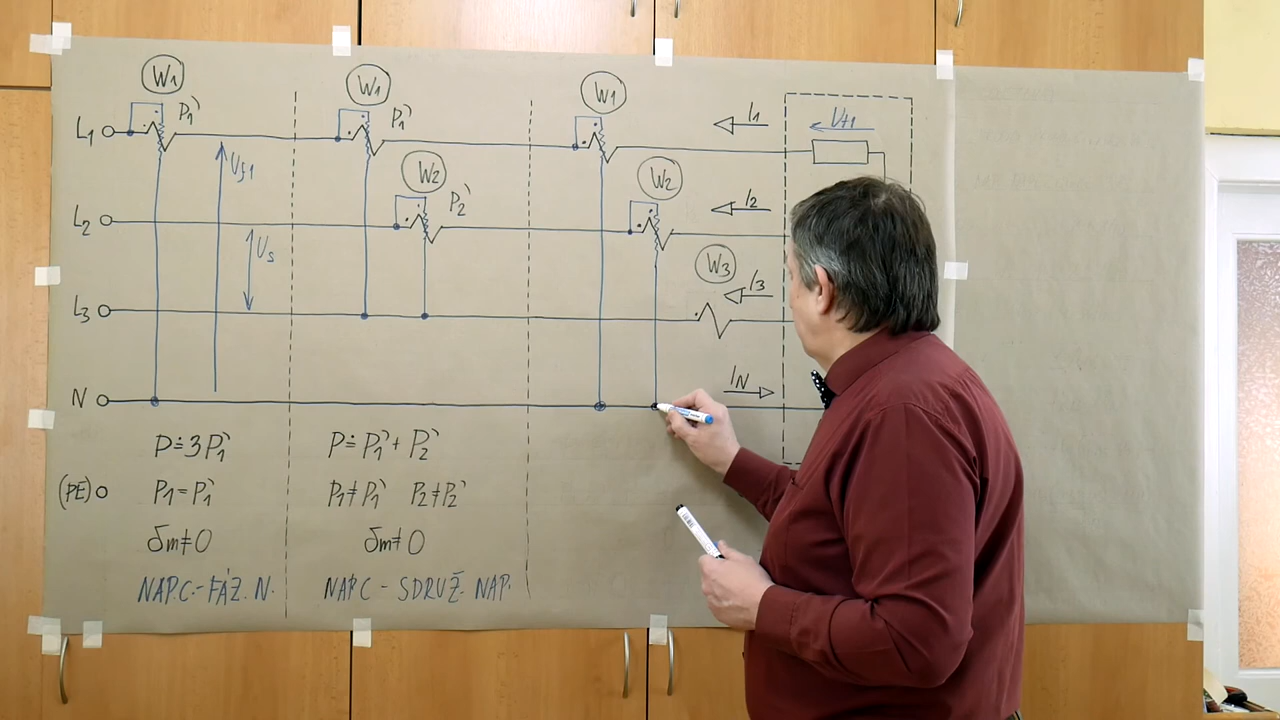 W1 W1 W1
L1 P1` P1` I1 Uf1
W2 W2
L2 Uf1 P2` I2
Us W3
L3 I3
N IN
P≐3P1` P≐P1`+P2`
(PE) P1=P1` P1≠P1` P2≠P2`
δm≠0 δm≠0
NAP.C.-FÁZ. N. NAP.C - SDRUŽ. NAP.